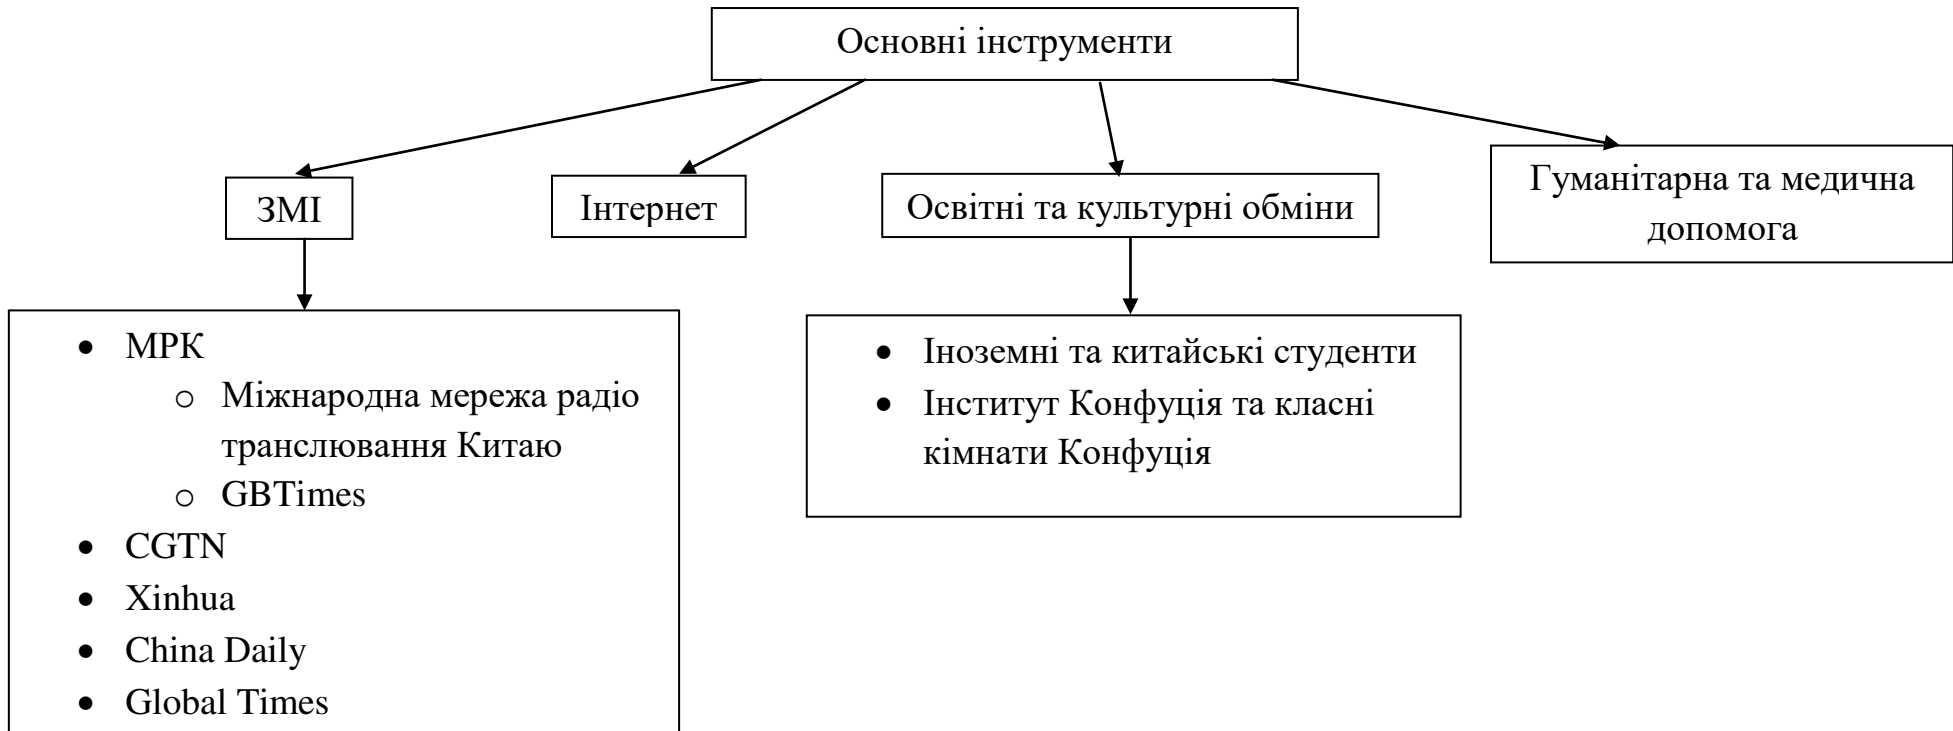 Основні інструменти
ЗМІ
Інтернет
Освітні та культурні обміни
Гуманітарна та медична
допомога
• МРК
o Міжнародна мережа радіо
транслювання Китаю
o GBTimes
• CGTN
• Xinhua
• China Daily
• Global Times
• Іноземні та китайські студенти
• Інститут Конфуція та класні
кімнати Конфуція